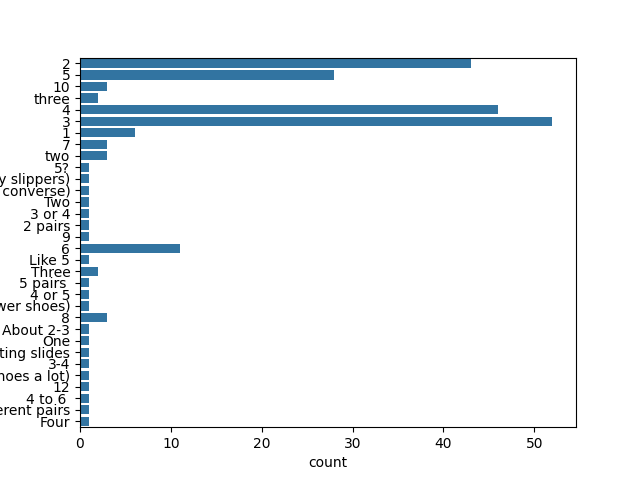 2
5
10
three
4
3
1
7
two
5?
y slippers)
converse)
Two
3 or 4
2 pairs
9
6
Like 5
Three
5 pairs
4 or 5
wer shoes)
8
About 2-3
One
ting slides
3-4
hoes a lot)
12
4 to 6
erent pairs
Four
0 10 20 30 40 50
count